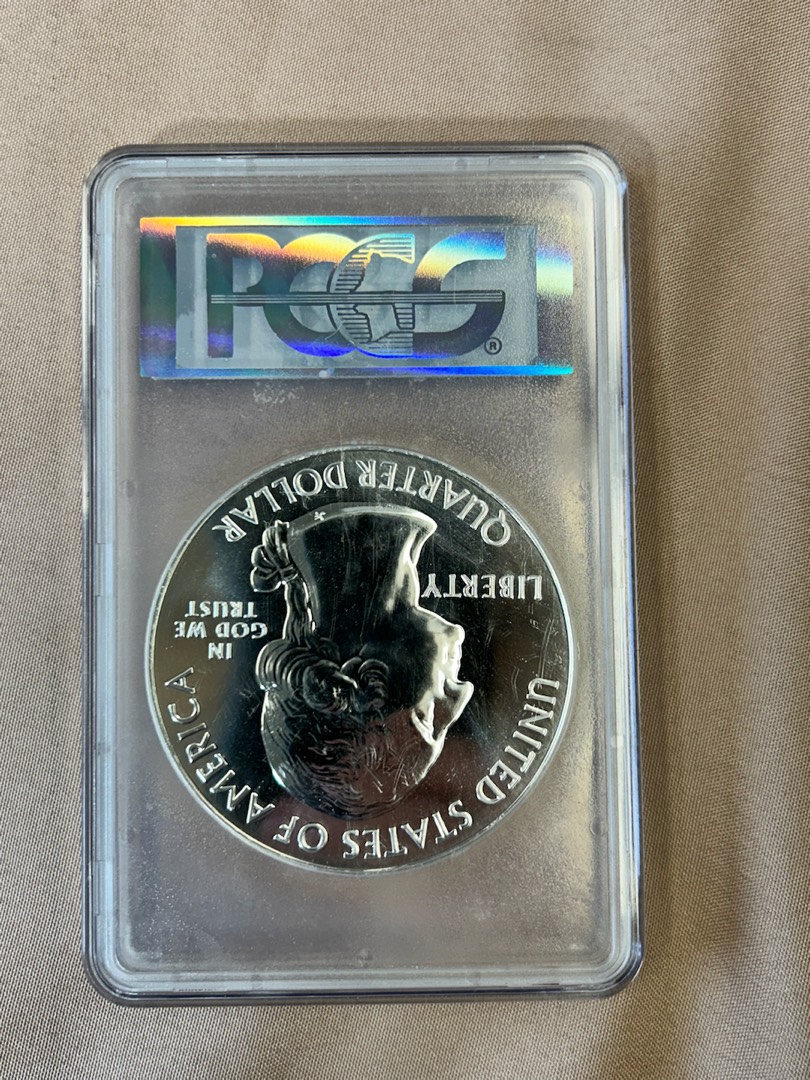 PCGS
®
UNITED STATES OF AMERICA
LIBERTY
IN
GOD WE
TRUST
QUARTER DOLLAR